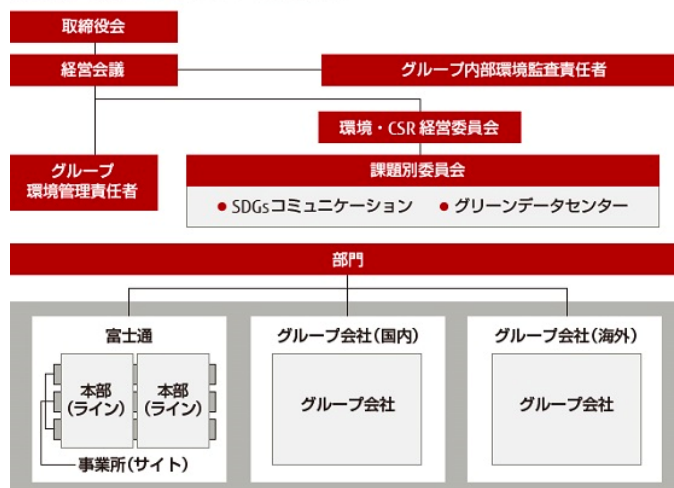 取締役会
経営会議
グループ内部環境監査責任者
環境・CSR 経営委員会
グループ
環境管理責任者
課題別委員会
● SDGsコミュニケーション ● グリーンデータセンター
部門
富士通
本部
(ライン)
本部
(ライン)
事業所(サイト)
グループ会社(国内)
グループ会社
グループ会社(海外)
グループ会社